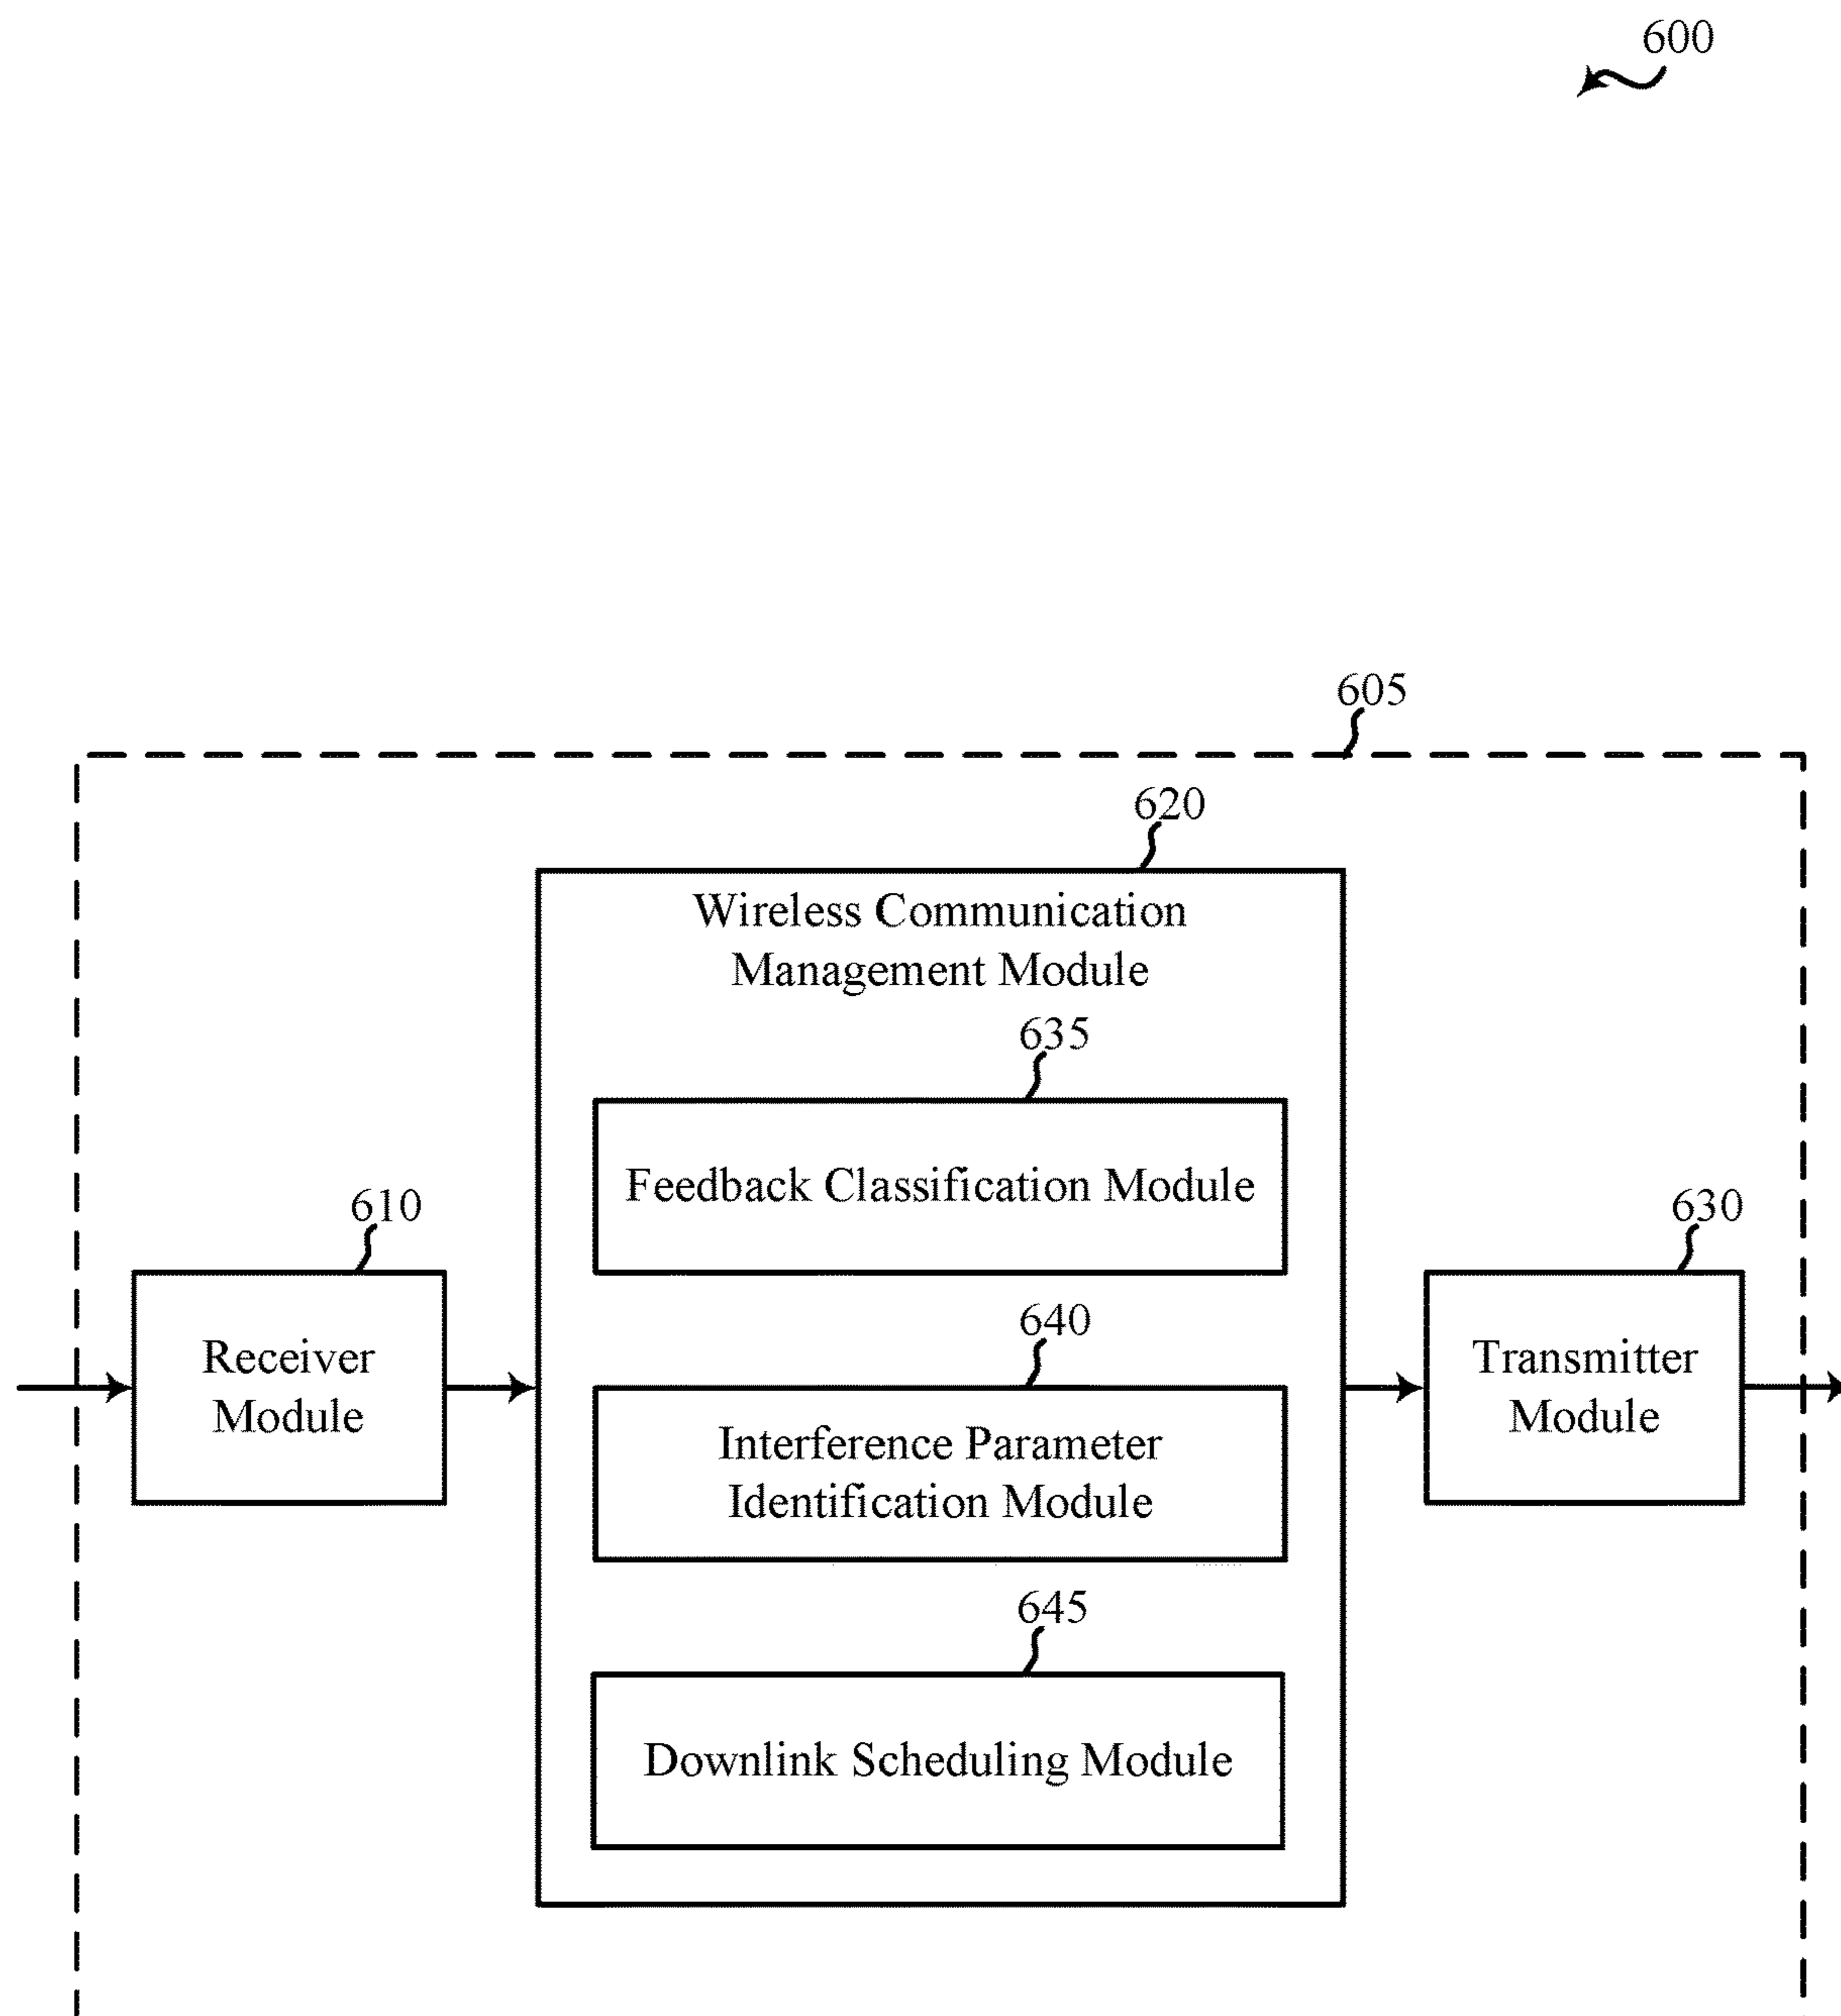 600
605
620
Wireless Communication
Management Module
635
Feedback Classification Module
610
Receiver
Module
640
Interference Parameter
Identification Module
630
Transmitter
Module
645
Downlink Scheduling Module